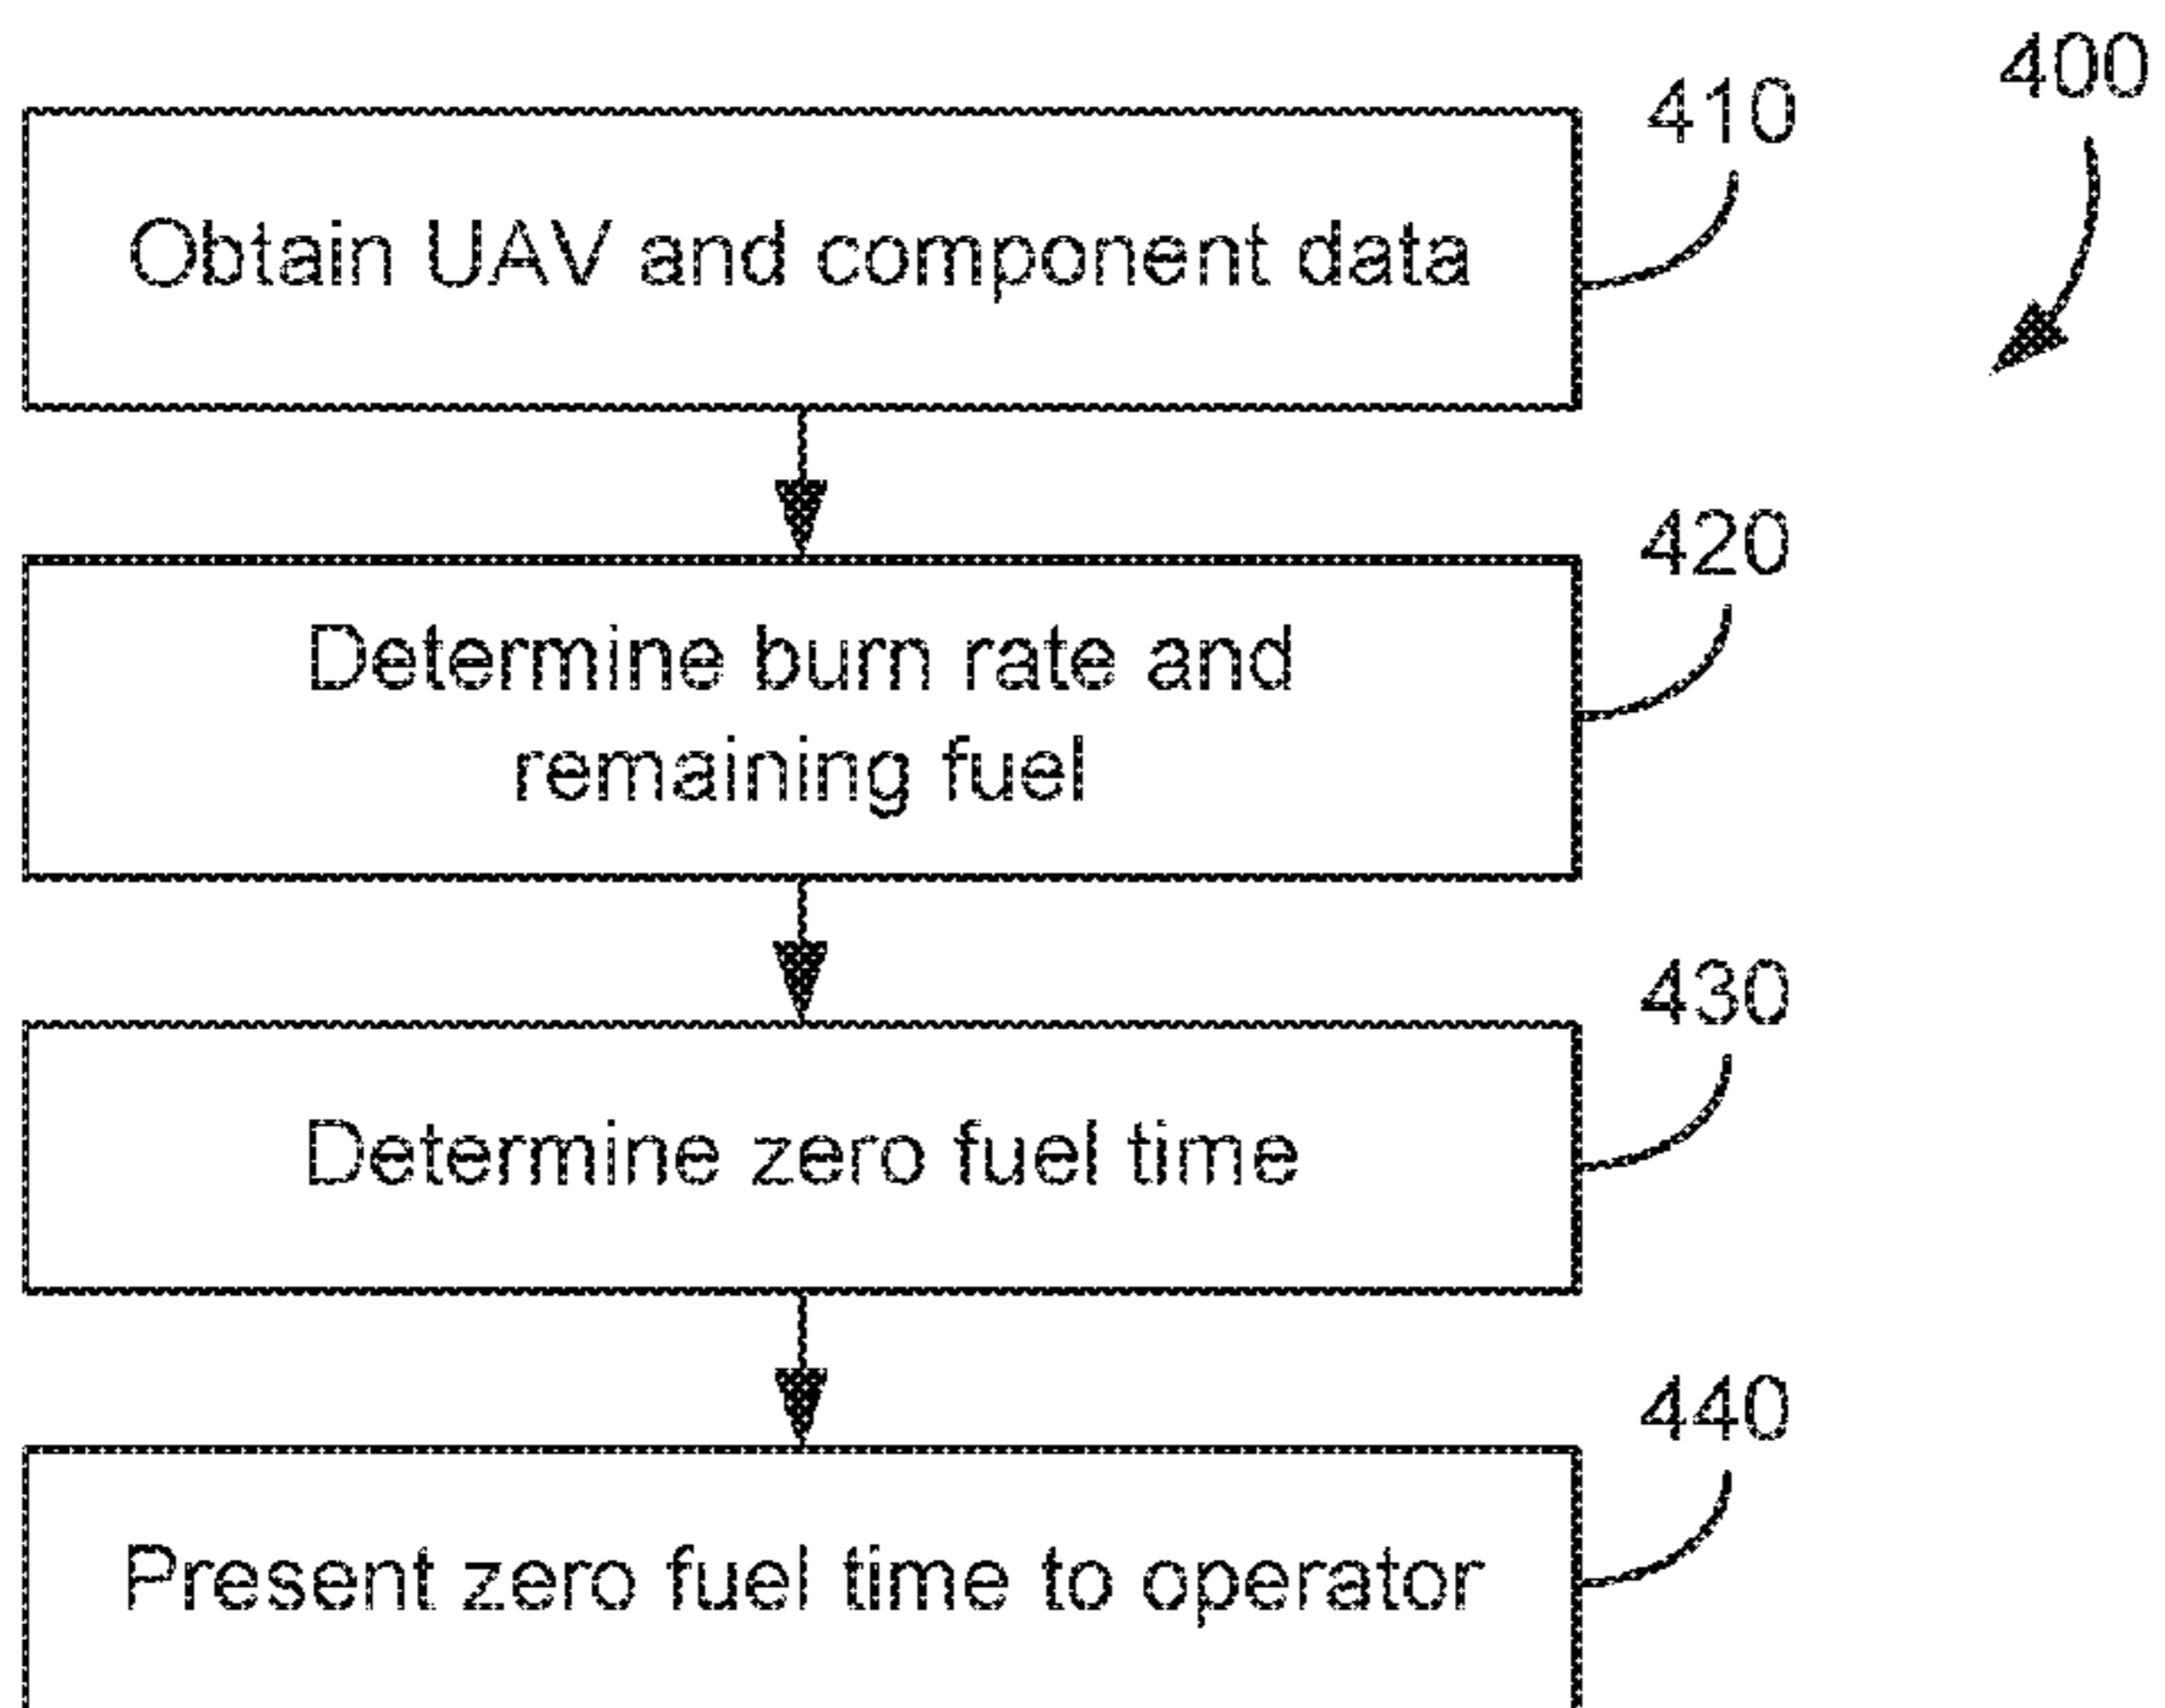 400
410
Obtain UAV and component data
420
Determine burn rate and
remaining fuel
430
Determine zero fuel time
440
Present zero fuel time to operator